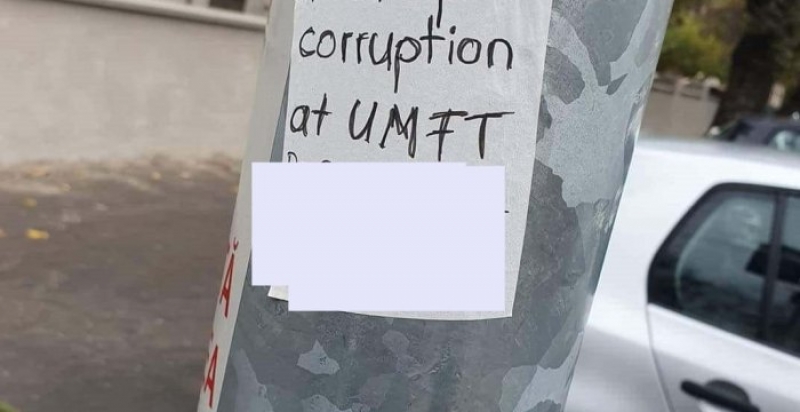 corruption
at UMFT
Ă
A